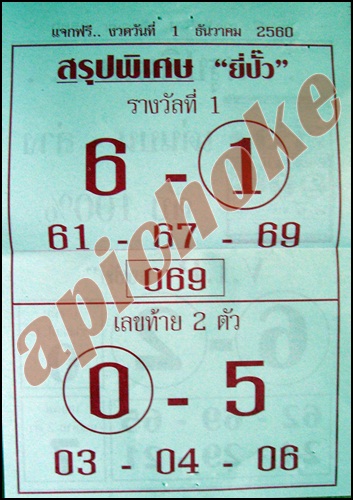 แจกฟรี.. งวดวันที่ 1 ธันวาคม 2560
สรุปพิเศษ "ยี่ปั๊ว"
รางวัลที่ 1
6 - 1
61 - 67 - 69
069
เลขท้าย 2 ตัว
0 - 5
03 - 04 - 06
apichoke